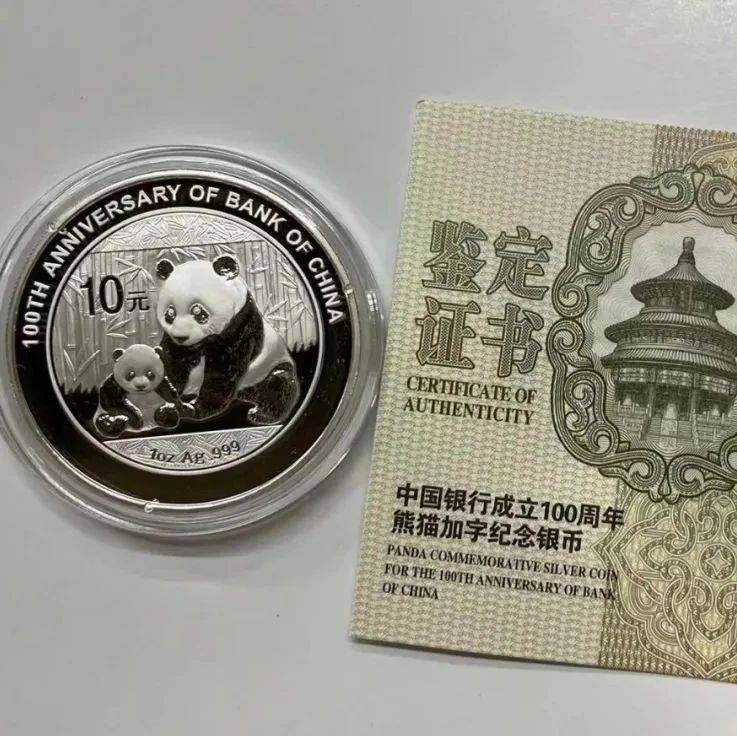 100TH ANNIVERSARY OF BANK OF CHINA
10元
1oz Ag 999
鉴定
证书
CERTIFICATE OF
AUTHENTICITY
中国银行成立100周年
熊猫加字纪念银币
PANDA COMMEMORATIVE SILVER COIN
FOR THE 100TH ANNIVERSARY OF BANK
OF CHINA